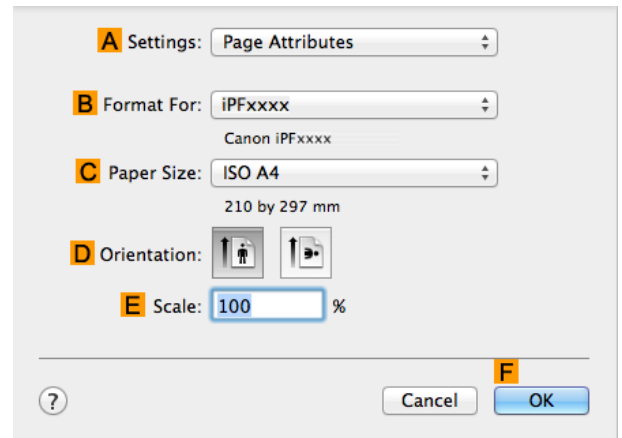 A Settings: Page Attributes
B Format For: iPFxxxx
Canon iPFxxxx
C Paper Size: ISO A4
210 by 297 mm
D Orientation:
E Scale: 100 %
F
? Cancel OK